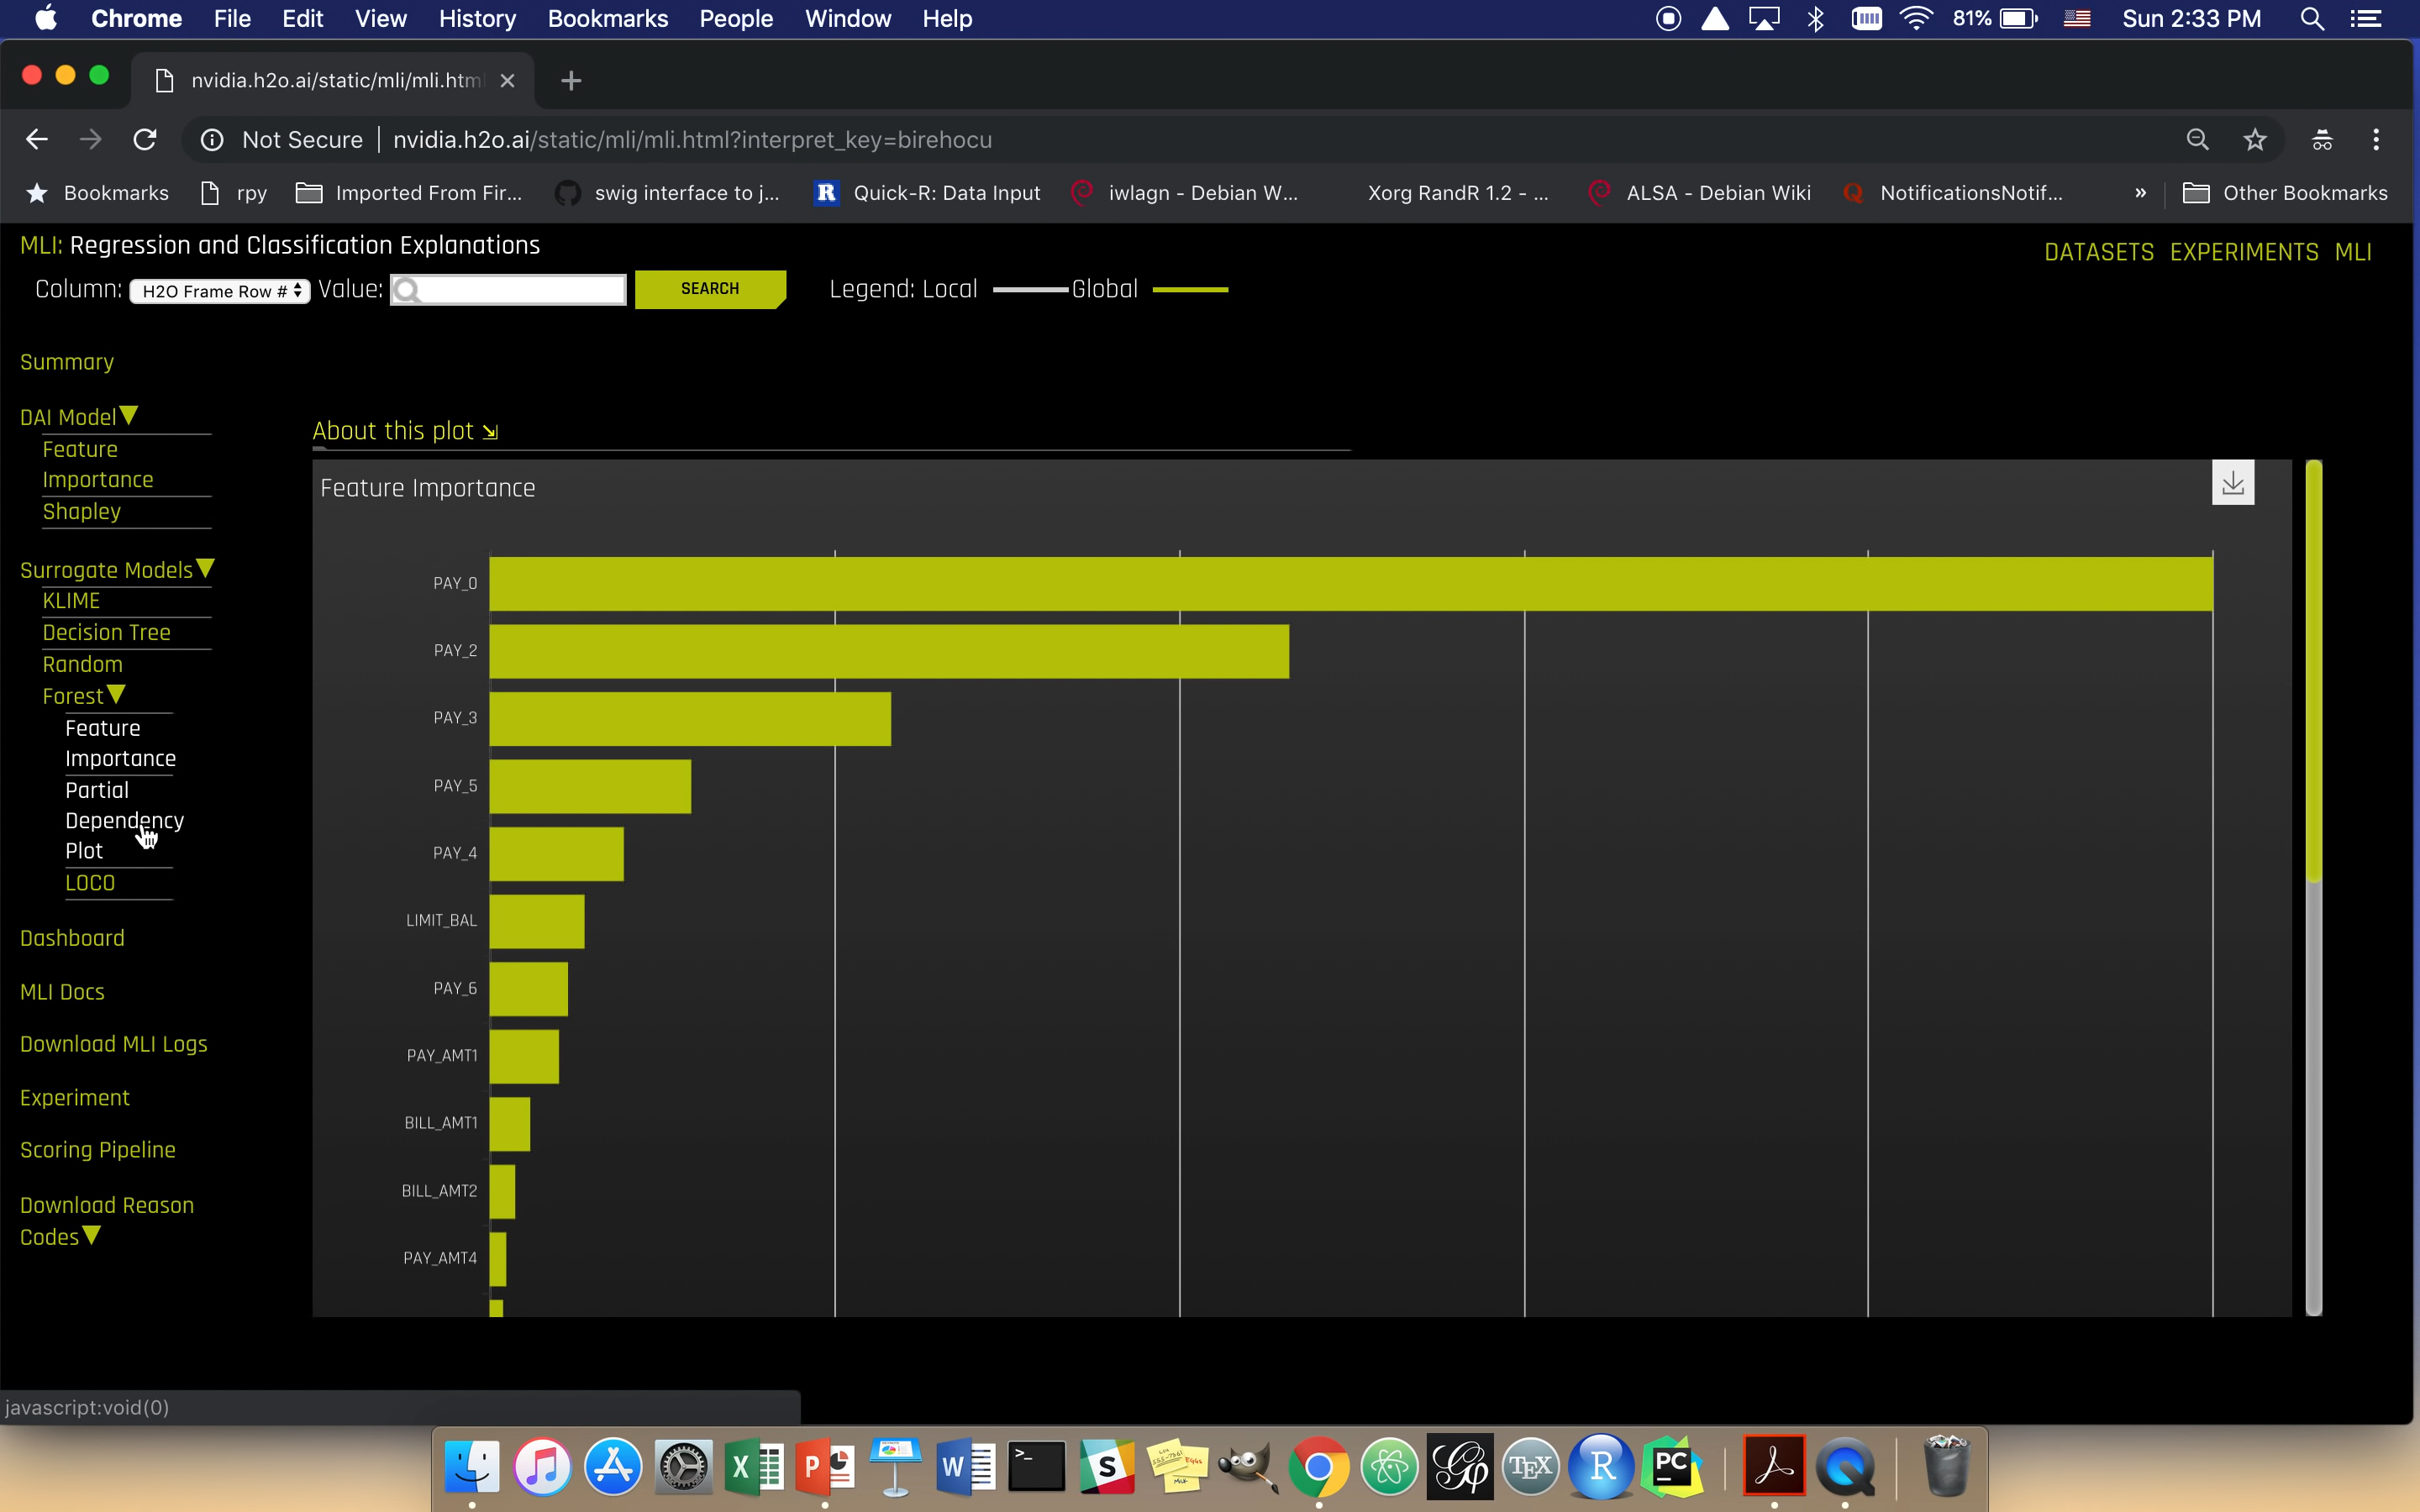 Chrome File Edit View History Bookmarks People Window Help 81% Sun 2:33 PM
nvidia.h2o.ai/static/mli/mli.htm
Not Secure nvidia.h2o.ai/static/mli/mli.html?interpret_key=birehocu
Bookmarks rpy Imported From Fir... swig interface to j... R Quick-R: Data Input iwlagn - Debian W... Xorg RandR 1.2 - ... ALSA - Debian Wiki Q NotificationsNotif... » Other Bookmarks
MLI: Regression and Classification Explanations
DATASETS EXPERIMENTS MLI
Column: H2O Frame Row # Value: SEARCH Legend: Local Global
Summary
DAI Model
Feature
Importance
Shapley
Surrogate Models
KLIME
Decision Tree
Random
Forest
Feature
Importance
Partial
Dependency
Plot
LOCO
Dashboard
MLI Docs
Download MLI Logs
Experiment
Scoring Pipeline
Download Reason
Codes
About this plot
Feature Importance
PAY_0
PAY_2
PAY_3
PAY_5
PAY_4
LIMIT_BAL
PAY_6
PAY_AMT1
BILL_AMT1
BILL_AMT2
PAY_AMT4
javascript:void(0)
X P W >_ S TEX R PC